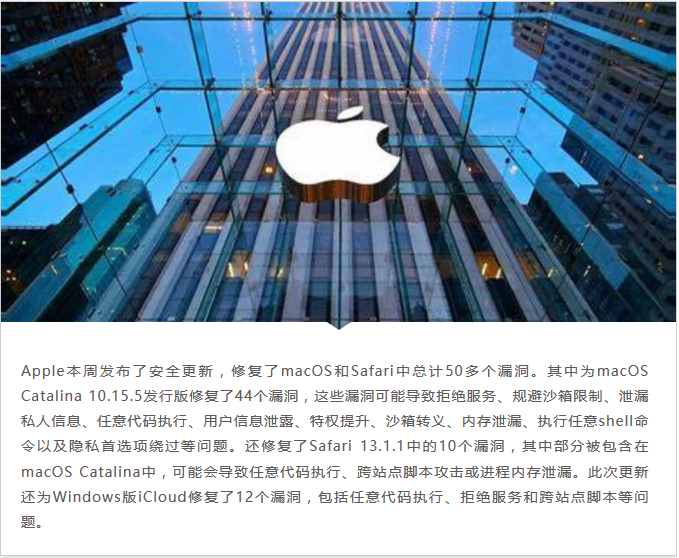 Apple本周发布了安全更新，修复了macOS和Safari中总计50多个漏洞。其中为macOS
Catalina 10.15.5发行版修复了44个漏洞，这些漏洞可能导致拒绝服务、规避沙箱限制、泄漏
私人信息、任意代码执行、用户信息泄露、特权提升、沙箱转义、内存泄漏、执行任意shell命
令以及隐私首选项绕过等问题。还修复了Safari 13.1.1中的10个漏洞，其中部分被包含在
macOS Catalina中，可能会导致任意代码执行、跨站点脚本攻击或进程内存泄漏。此次更新
还为Windows版iCloud修复了12个漏洞，包括任意代码执行、拒绝服务和跨站点脚本等问
题。